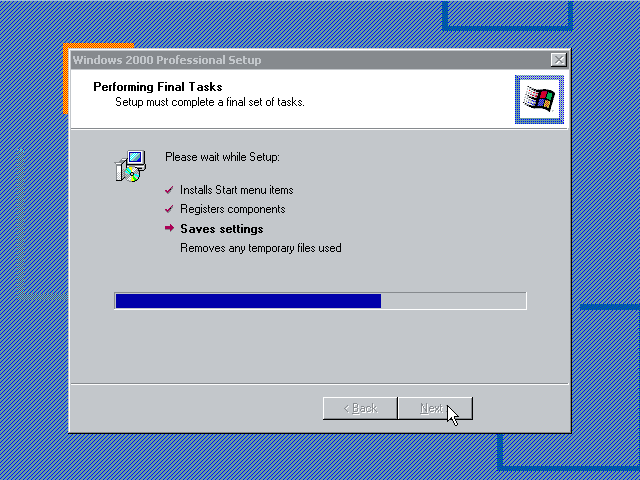 Windows 2000 Professional Setup
Performing Final Tasks
Setup must complete a final set of tasks.
Please wait while Setup:
Installs Start menu items
Registers components
Saves settings
Removes any temporary files used
< Back
Next